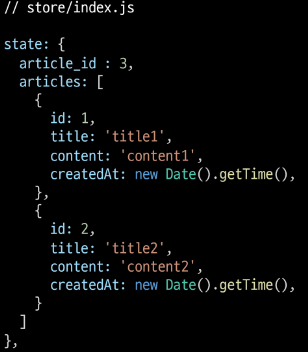 // store/index.js
state: {
  article_id : 3,
  articles: [
    {
      id: 1,
      title: 'title1',
      content: 'content1',
      createdAt: new Date().getTime(),
    },
    {
      id: 2,
      title: 'title2',
      content: 'content2',
      createdAt: new Date().getTime(),
    }
  ]
},